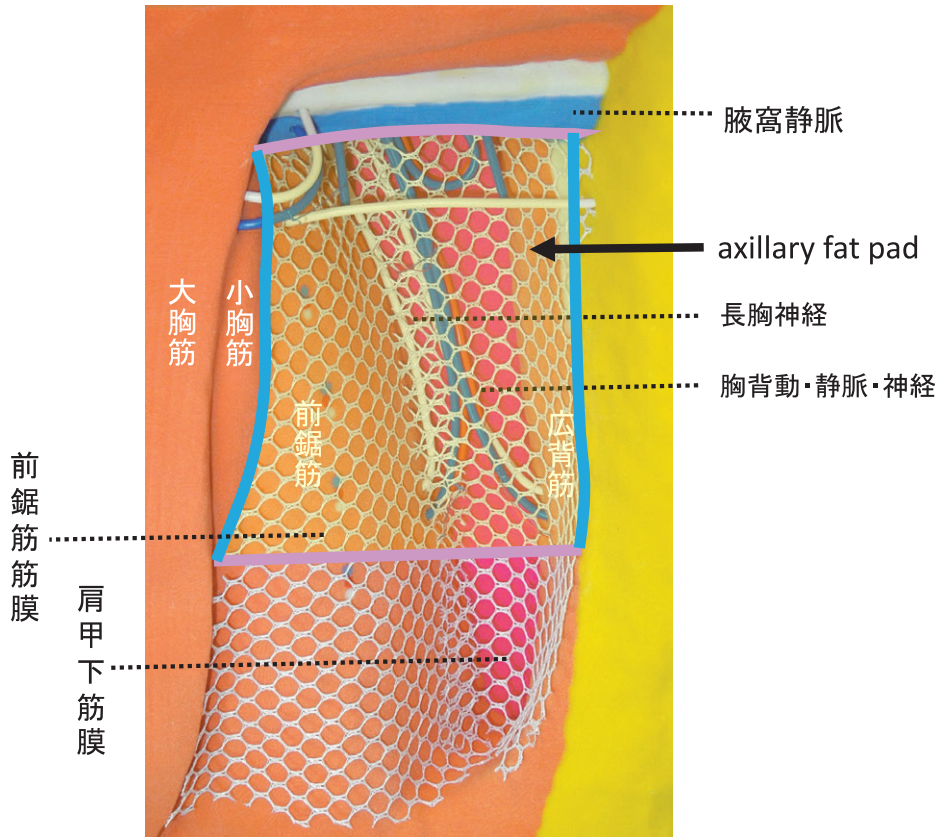 腋窩静脈
axillary fat pad
長胸神経
胸背動・静脈・神経
大胸筋
小胸筋
前鋸筋
広背筋
前鋸筋筋膜
肩甲下筋膜